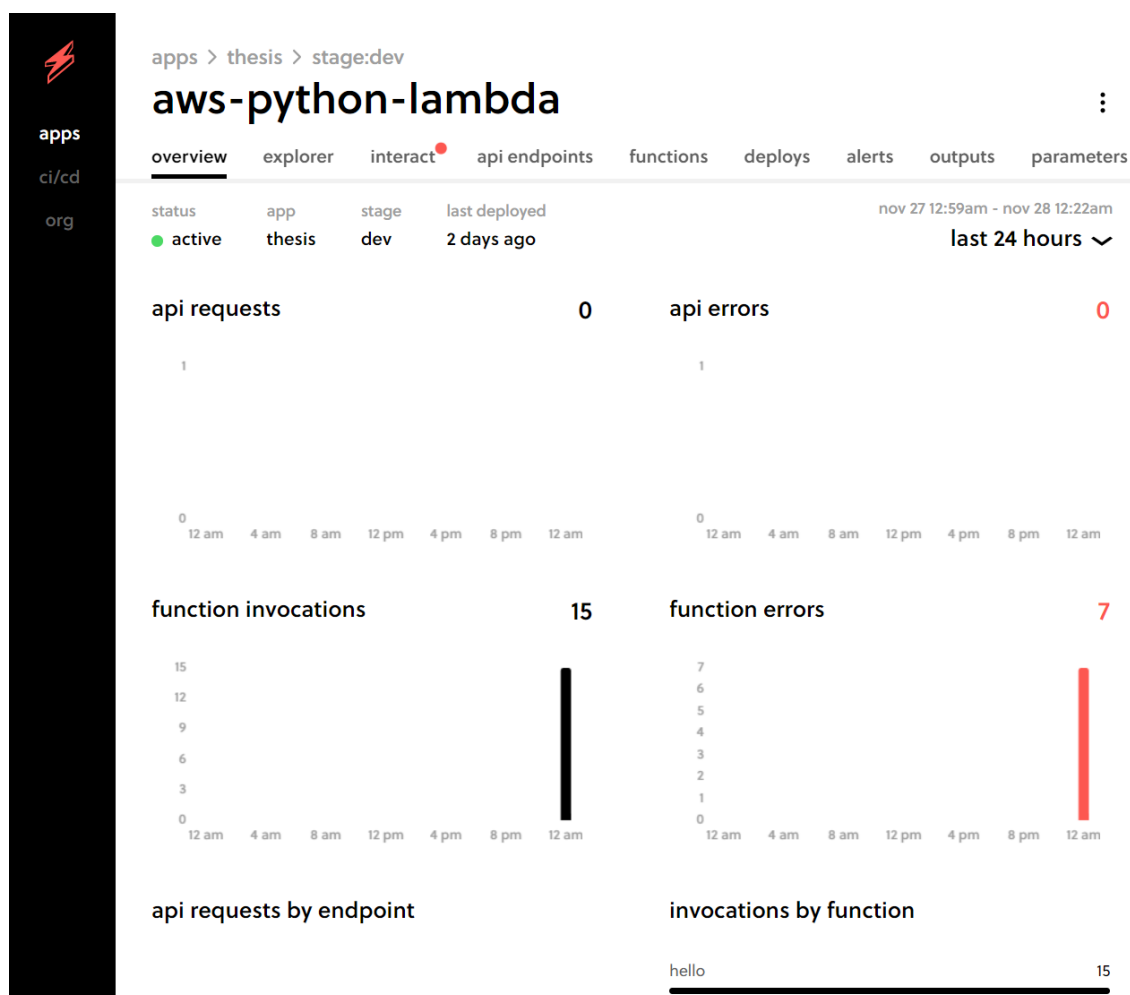 apps > thesis > stage:dev
aws-python-lambda
apps
ci/cd
org
overview explorer interact api endpoints functions deploys alerts outputs parameters
status app stage last deployed
active thesis dev 2 days ago
nov 27 12:59am - nov 28 12:22am
last 24 hours
api requests 0
1
0
12 am 4 am 8 am 12 pm 4 pm 8 pm 12 am
api errors 0
1
0
12 am 4 am 8 am 12 pm 4 pm 8 pm 12 am
function invocations 15
15
12
9
6
3
0
12 am 4 am 8 am 12 pm 4 pm 8 pm 12 am
function errors 7
7
6
5
4
3
2
1
0
12 am 4 am 8 am 12 pm 4 pm 8 pm 12 am
api requests by endpoint
invocations by function
hello 15